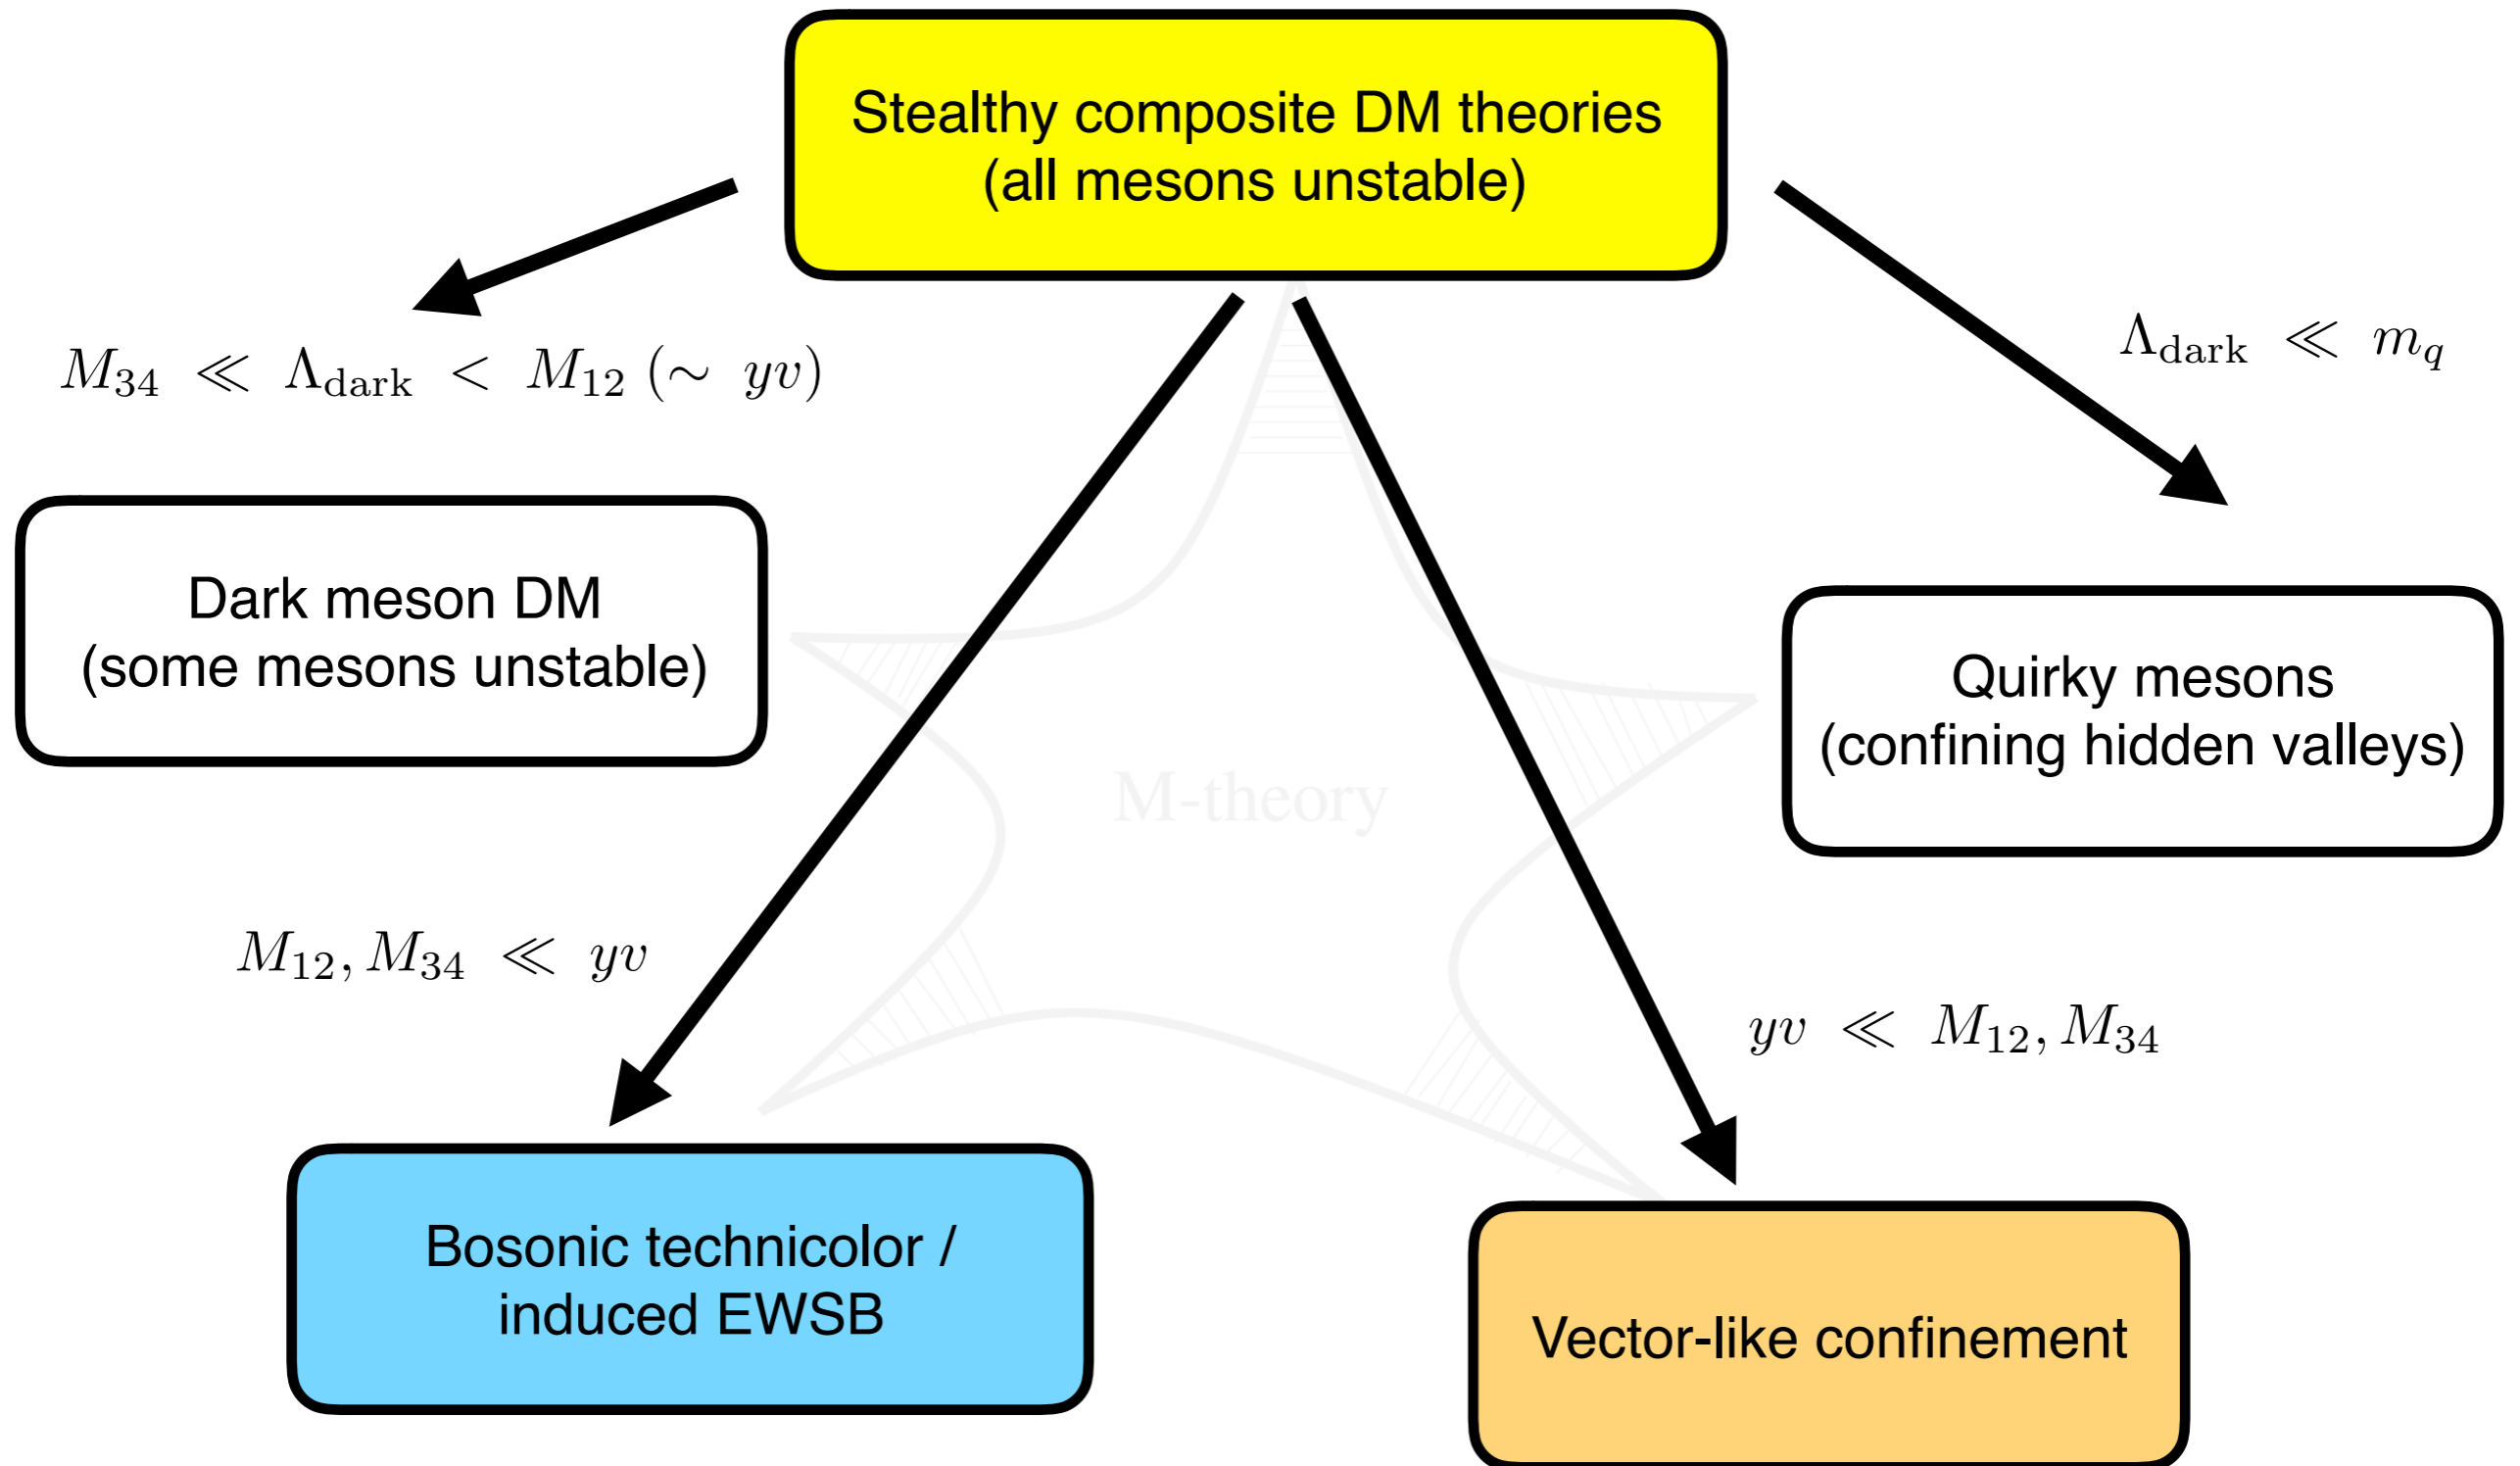 Stealthy composite DM theories
(all mesons unstable)
M₃₄ ≪ Λ_dark < M₁₂ (∼ yv)
Λ_dark ≪ m_q
Dark meson DM
(some mesons unstable)
Quirky mesons
(confining hidden valleys)
M-theory
M₁₂, M₃₄ ≪ yv
yv ≪ M₁₂, M₃₄
Bosonic technicolor /
induced EWSB
Vector-like confinement